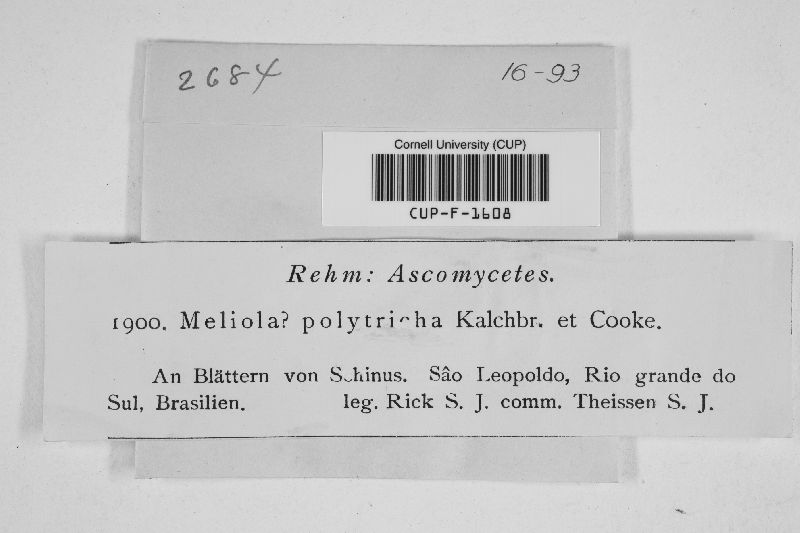 2684
16-93
Cornell University (CUP)
CUP-F-1608
Rehm: Ascomycetes.
1900. Meliola? polytricha Kalchbr. et Cooke.
An Blättern von Schinus. Sâo Leopoldo, Rio grande do
Sul, Brasilien. leg. Rick S. J. comm. Theissen S. J.